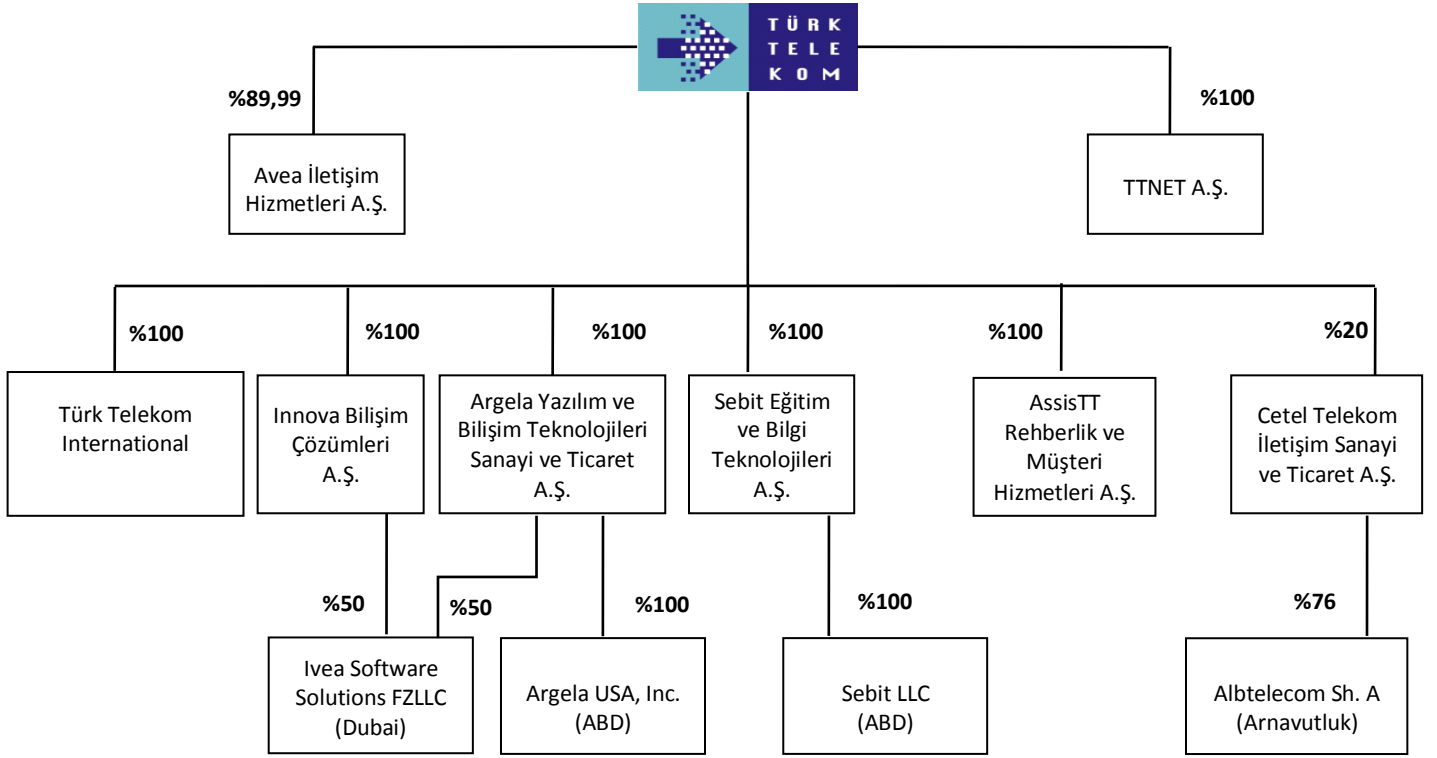 TÜRK
TELE
KOM
%89,99
%100
Avea İletişim
Hizmetleri A.Ş.
TTNET A.Ş.
%100
%100
%100
%100
%100
%20
Türk Telekom
International
Innova Bilişim
Çözümleri
A.Ş.
Argela Yazılım ve
Bilişim Teknolojileri
Sanayi ve Ticaret
A.Ş.
Sebit Eğitim
ve Bilgi
Teknolojileri
A.Ş.
AssisTT
Rehberlik ve
Müşteri
Hizmetleri A.Ş.
Cetel Telekom
İletişim Sanayi
ve Ticaret A.Ş.
%50
%50
%100
%100
%76
Ivea Software
Solutions FZLLC
(Dubai)
Argela USA, Inc.
(ABD)
Sebit LLC
(ABD)
Albtelecom Sh. A
(Arnavutluk)